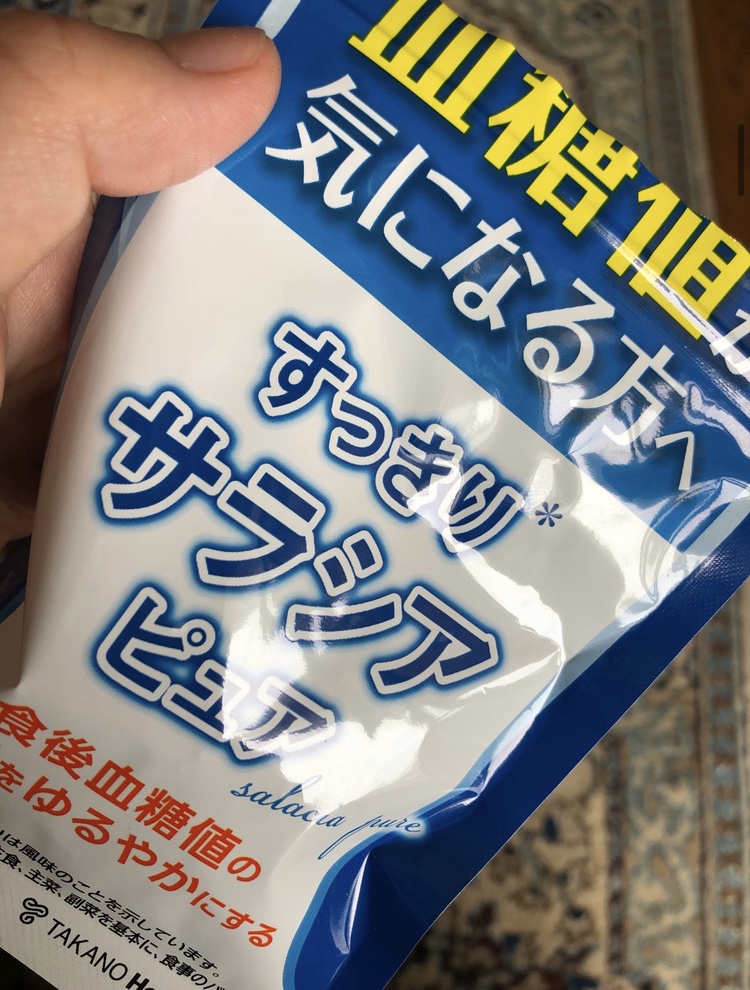 血糖値が
気になる方へ
すっきり*
サラシア
ピュア
salacia pure
食後血糖値の
をゆるやかにする
は風味のことを示しています。
食、主菜、副菜を基本に、食事の
TAKANO